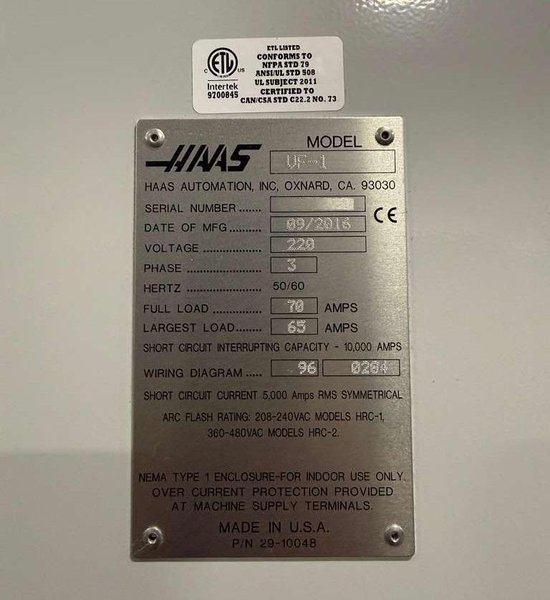 ETL LISTED
CONFORMS TO
NFPA STD 79
ANSI/UL STD 508
UL SUBJECT 2011
CERTIFIED TO
CAN/CSA STD C22.2 NO. 73
C ETL US
Intertek
9700845
HAAS
MODEL
VF-1
HAAS AUTOMATION, INC, OXNARD, CA. 93030
SERIAL NUMBER ......
DATE OF MFG ......... 09/2016
CE
VOLTAGE ................ 220
PHASE .................... 3
HERTZ .................... 50/60
FULL LOAD ............ 70 AMPS
LARGEST LOAD ...... 65 AMPS
SHORT CIRCUIT INTERRUPTING CAPACITY - 10,000 AMPS
WIRING DIAGRAM ..... 96 0284
SHORT CIRCUIT CURRENT 5,000 Amps RMS SYMMETRICAL
ARC FLASH RATING: 208-240VAC MODELS HRC-1,
360-480VAC MODELS HRC-2.
NEMA TYPE 1 ENCLOSURE-FOR INDOOR USE ONLY.
OVER CURRENT PROTECTION PROVIDED
AT MACHINE SUPPLY TERMINALS.
MADE IN U.S.A.
P/N 29-10048